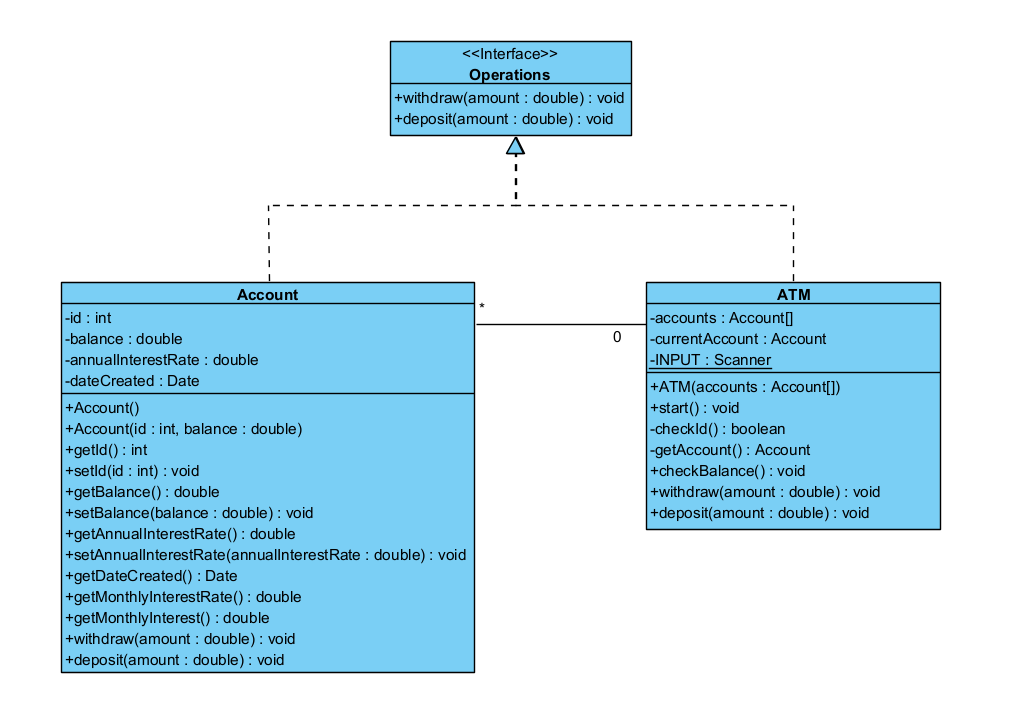 <<Interface>>
Operations
+withdraw(amount : double) : void
+deposit(amount : double) : void
Account
-id : int
-balance : double
-annualInterestRate : double
-dateCreated : Date
+Account()
+Account(id : int, balance : double)
+getId() : int
+setId(id : int) : void
+getBalance() : double
+setBalance(balance : double) : void
+getAnnualInterestRate() : double
+setAnnualInterestRate(annualInterestRate : double) : void
+getDateCreated() : Date
+getMonthlyInterestRate() : double
+getMonthlyInterest() : double
+withdraw(amount : double) : void
+deposit(amount : double) : void
*
0
ATM
-accounts : Account[]
-currentAccount : Account
-INPUT : Scanner
+ATM(accounts : Account[])
+start() : void
-checkId() : boolean
-getAccount() : Account
+checkBalance() : void
+withdraw(amount : double) : void
+deposit(amount : double) : void